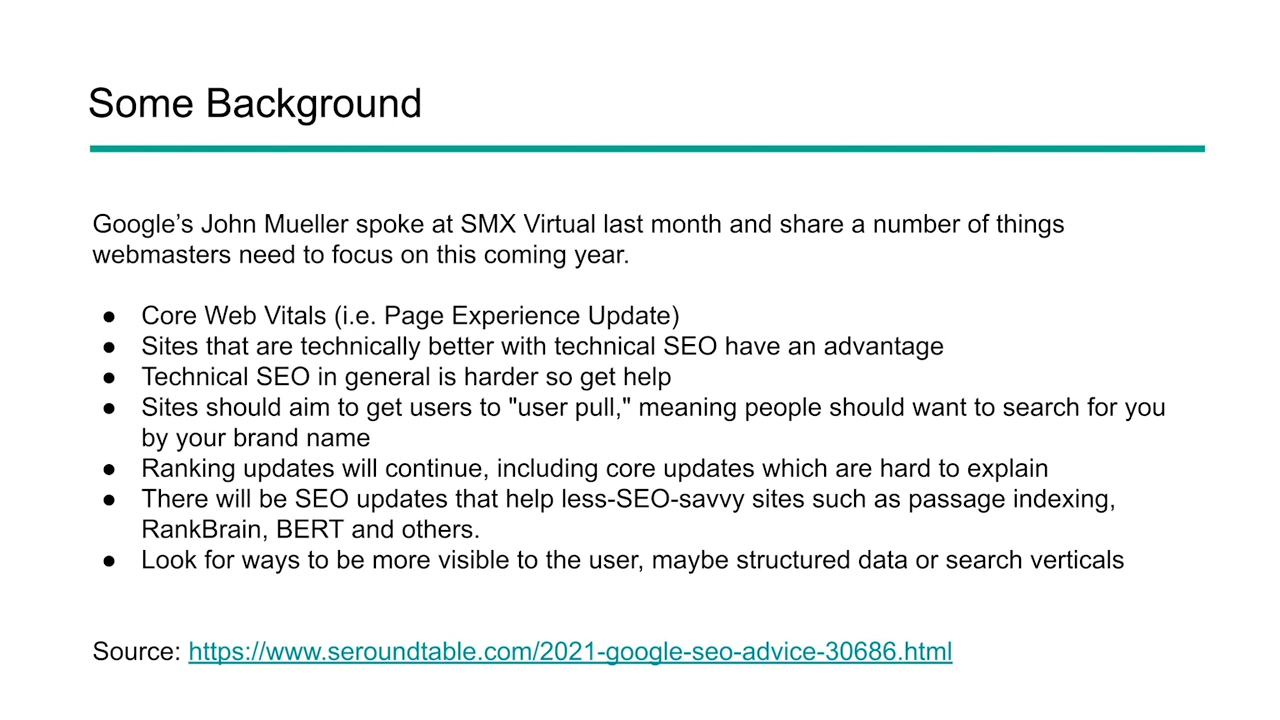 Some Background
Google’s John Mueller spoke at SMX Virtual last month and share a number of things
webmasters need to focus on this coming year.
● Core Web Vitals (i.e. Page Experience Update)
● Sites that are technically better with technical SEO have an advantage
● Technical SEO in general is harder so get help
● Sites should aim to get users to "user pull," meaning people should want to search for you
by your brand name
● Ranking updates will continue, including core updates which are hard to explain
● There will be SEO updates that help less-SEO-savvy sites such as passage indexing,
RankBrain, BERT and others.
● Look for ways to be more visible to the user, maybe structured data or search verticals
Source: https://www.seroundtable.com/2021-google-seo-advice-30686.html